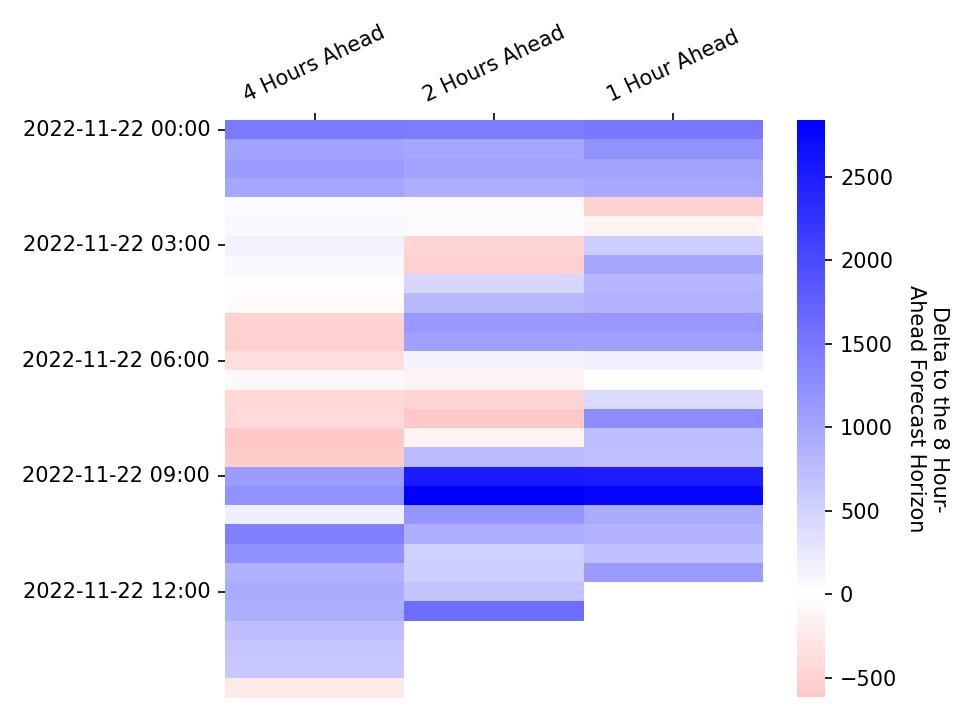 4 Hours Ahead
2 Hours Ahead
1 Hour Ahead
2022-11-22 00:00
2022-11-22 03:00
2022-11-22 06:00
2022-11-22 09:00
2022-11-22 12:00
2500
2000
1500
1000
500
0
−500
Delta to the 8 Hour-
Ahead Forecast Horizon